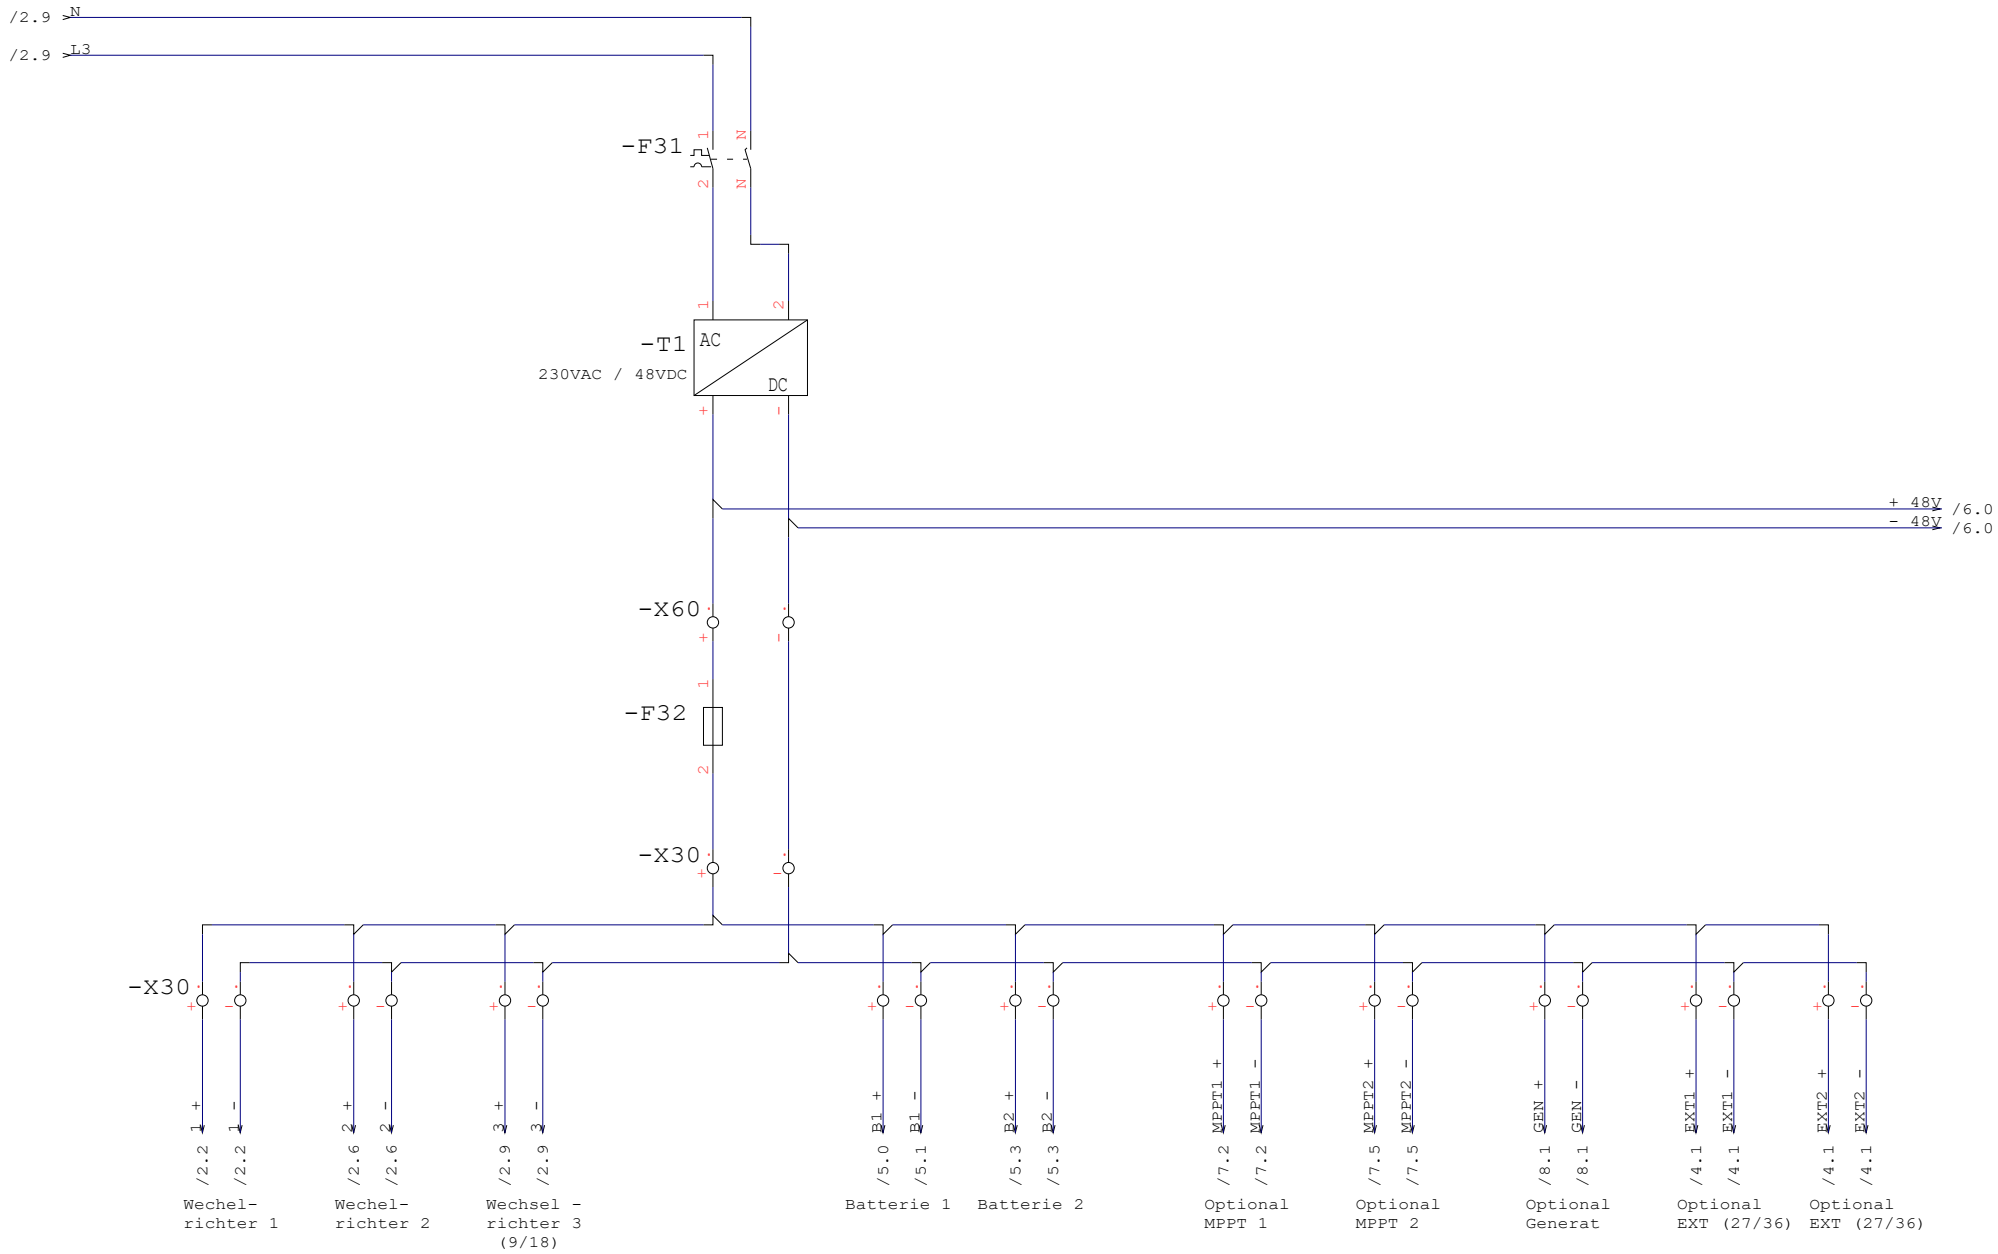 /2.9 N
/2.9 L3
-F31 1 N
2 N
1 2
-T1 AC
230VAC / 48VDC DC
+ -
+ 48V /6.0
- 48V /6.0
-X60
+ -
1
-F32
2
-X30
+ -
-X30 + - + - + - + - + - + - + - + - + - + -
1 + 1 - 2 + 2 - 3 + 3 - B1 + B1 - B2 + B2 - MPPT1 + MPPT1 - MPPT2 + MPPT2 - GEN + GEN - EXT1 + EXT1 - EXT2 + EXT2 -
/2.2 /2.2 /2.6 /2.6 /2.9 /2.9 /5.0 /5.1 /5.3 /5.3 /7.2 /7.2 /7.5 /7.5 /8.1 /8.1 /4.1 /4.1 /4.1 /4.1
Wechel-
richter 1
Wechel-
richter 2
Wechsel -
richter 3
(9/18)
Batterie 1
Batterie 2
Optional
MPPT 1
Optional
MPPT 2
Optional
Generat
Optional
EXT (27/36)
Optional
EXT (27/36)